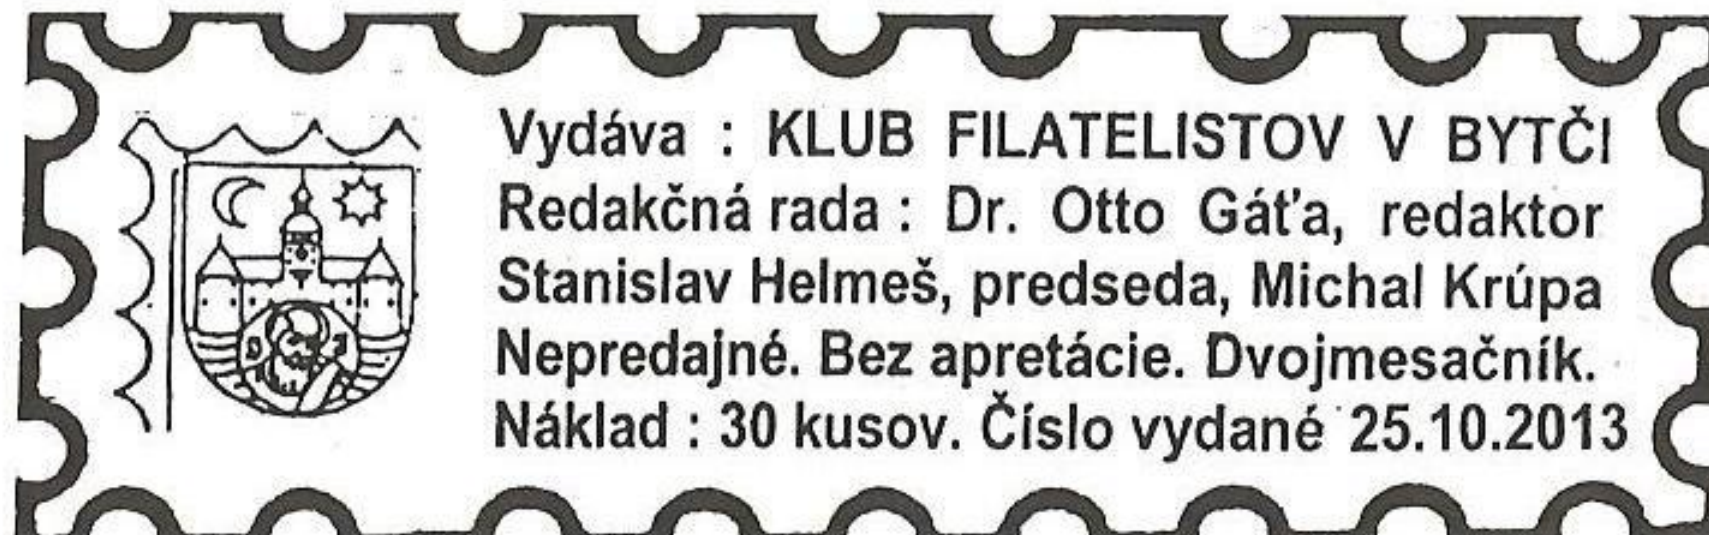 Vydáva : KLUB FILATELISTOV V BYTČI
Redakčná rada : Dr. Otto Gáťa, redaktor
Stanislav Helmeš, predseda, Michal Krúpa
Nepredajné. Bez apretácie. Dvojmesačník.
Náklad : 30 kusov. Číslo vydané 25.10.2013